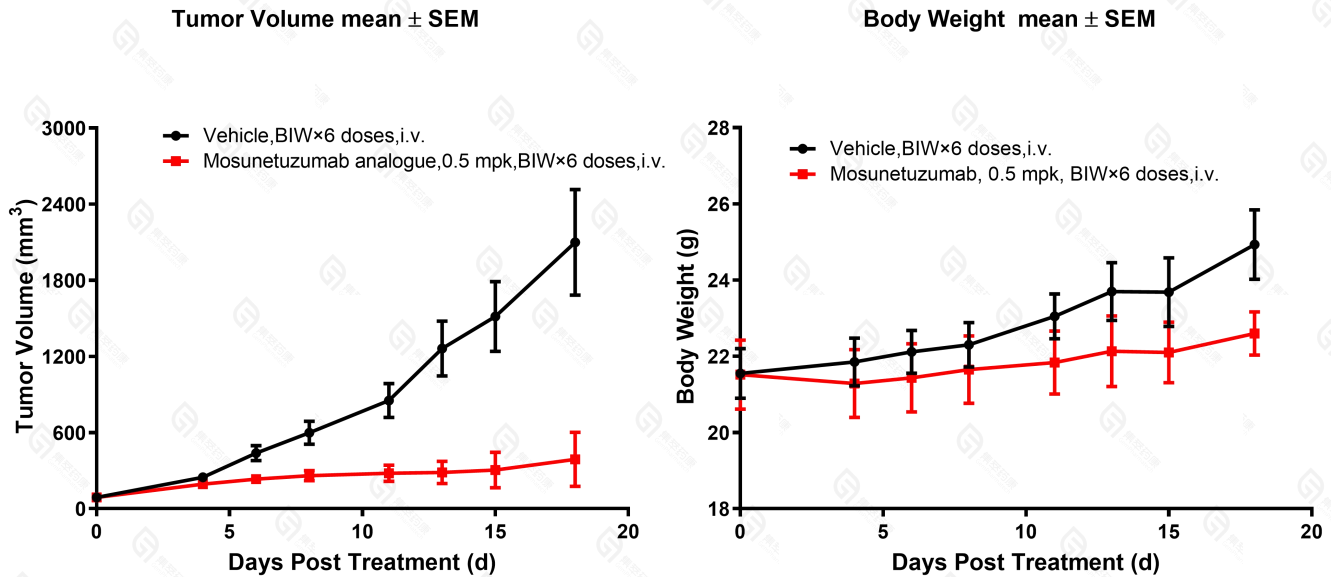 Tumor Volume mean ± SEM
Vehicle,BIW×6 doses,i.v.
Mosunetuzumab analogue,0.5 mpk,BIW×6 doses,i.v.
Tumor Volume (mm³)
3000
2400
1800
1200
600
0
0 5 10 15 20
Days Post Treatment (d)
Body Weight mean ± SEM
Vehicle,BIW×6 doses,i.v.
Mosunetuzumab, 0.5 mpk, BIW×6 doses,i.v.
Body Weight (g)
28
26
24
22
20
18
0 5 10 15 20
Days Post Treatment (d)